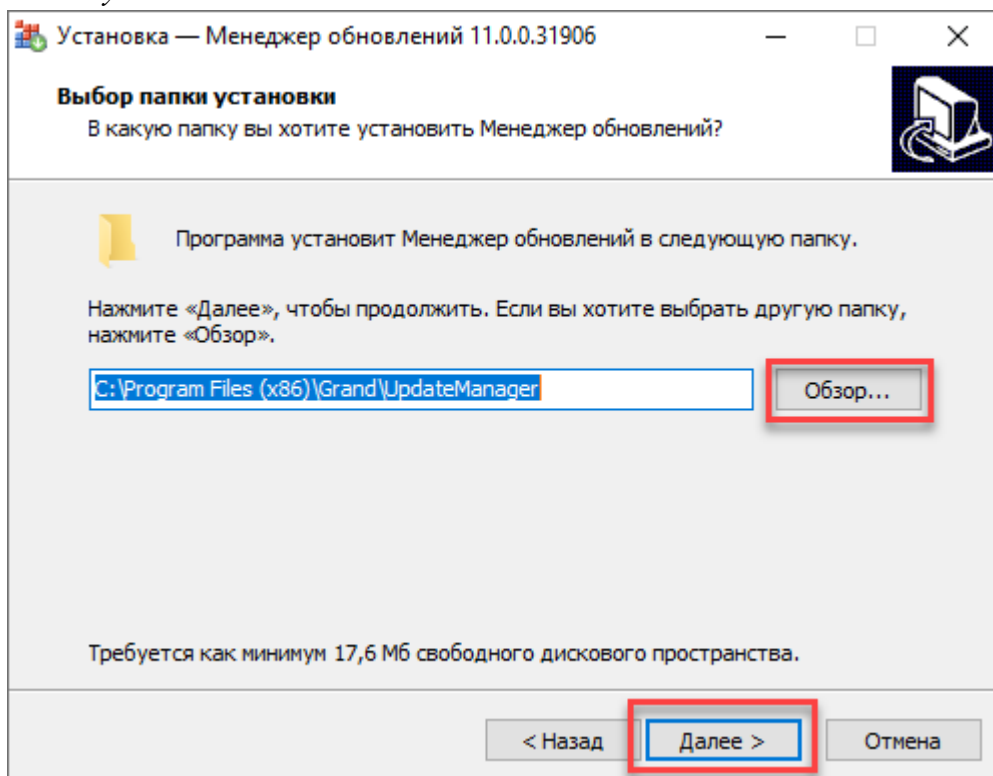 Установка — Менеджер обновлений 11.0.0.31906
Выбор папки установки
В какую папку вы хотите установить Менеджер обновлений?
Программа установит Менеджер обновлений в следующую папку.
Нажмите «Далее», чтобы продолжить. Если вы хотите выбрать другую папку,
нажмите «Обзор».
C:\Program Files (x86)\Grand\UpdateManager
Обзор...
Требуется как минимум 17,6 Мб свободного дискового пространства.
< Назад
Далее >
Отмена